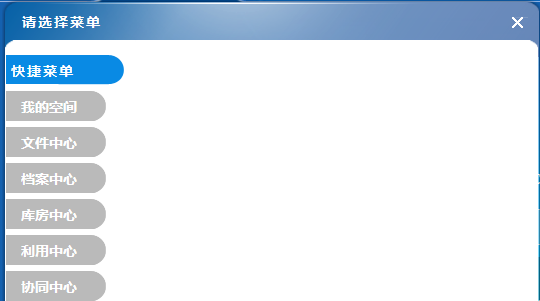 请选择菜单
快捷菜单
我的空间
文件中心
档案中心
库房中心
利用中心
协同中心